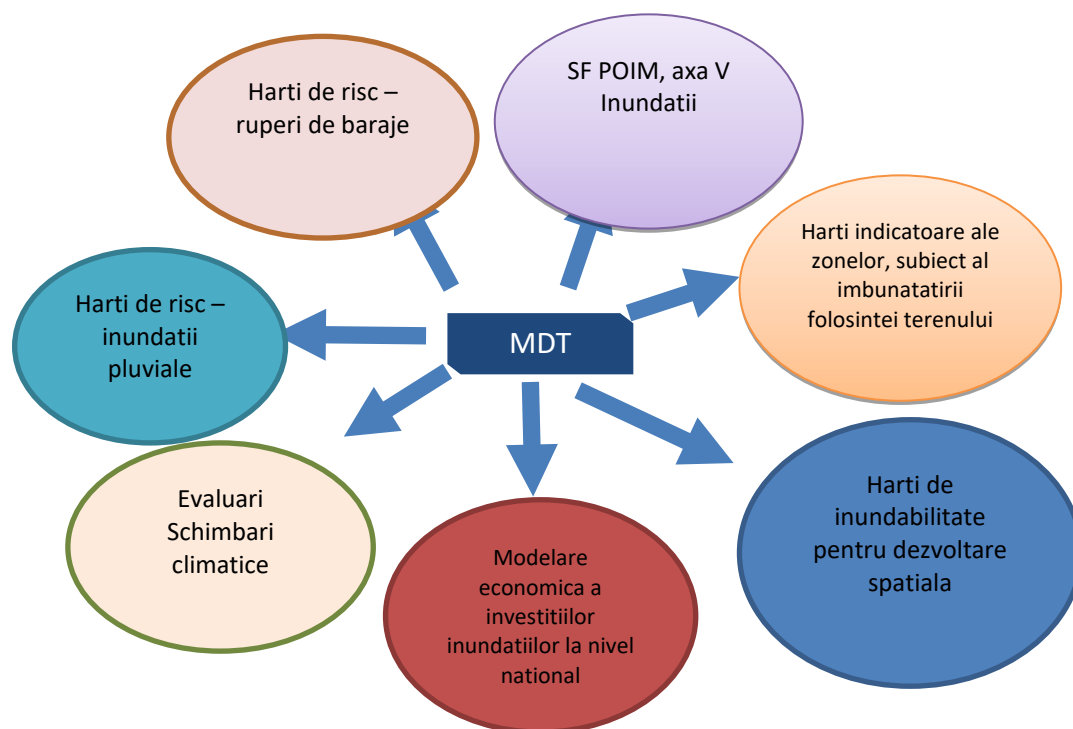 Harti de risc –
ruperi de baraje
SF POIM, axa V
Inundatii
Harti indicatoare ale
zonelor, subiect al
imbunatatirii
folosintei terenului
Harti de risc –
inundatii
pluviale
MDT
Evaluari
Schimbari
climatice
Modelare
economica a
investitiilor
inundatiilor la nivel
national
Harti de
inundabilitate
pentru dezvoltare
spatiala